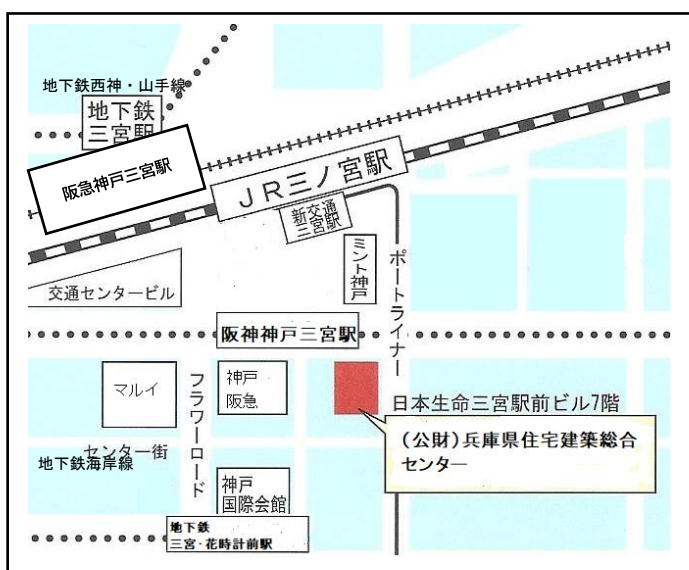 地下鉄西神・山手線
地下鉄
三宮駅
阪急神戸三宮駅
JR三ノ宮駅
新交通
三宮駅
ミント神戸
ポートライナー
交通センタービル
阪神神戸三宮駅
マルイ
フラワーロード
神戸
阪急
日本生命三宮駅前ビル7階
(公財)兵庫県住宅建築総合
センター
センター街
地下鉄海岸線
神戸
国際会館
地下鉄
三宮・花時計前駅